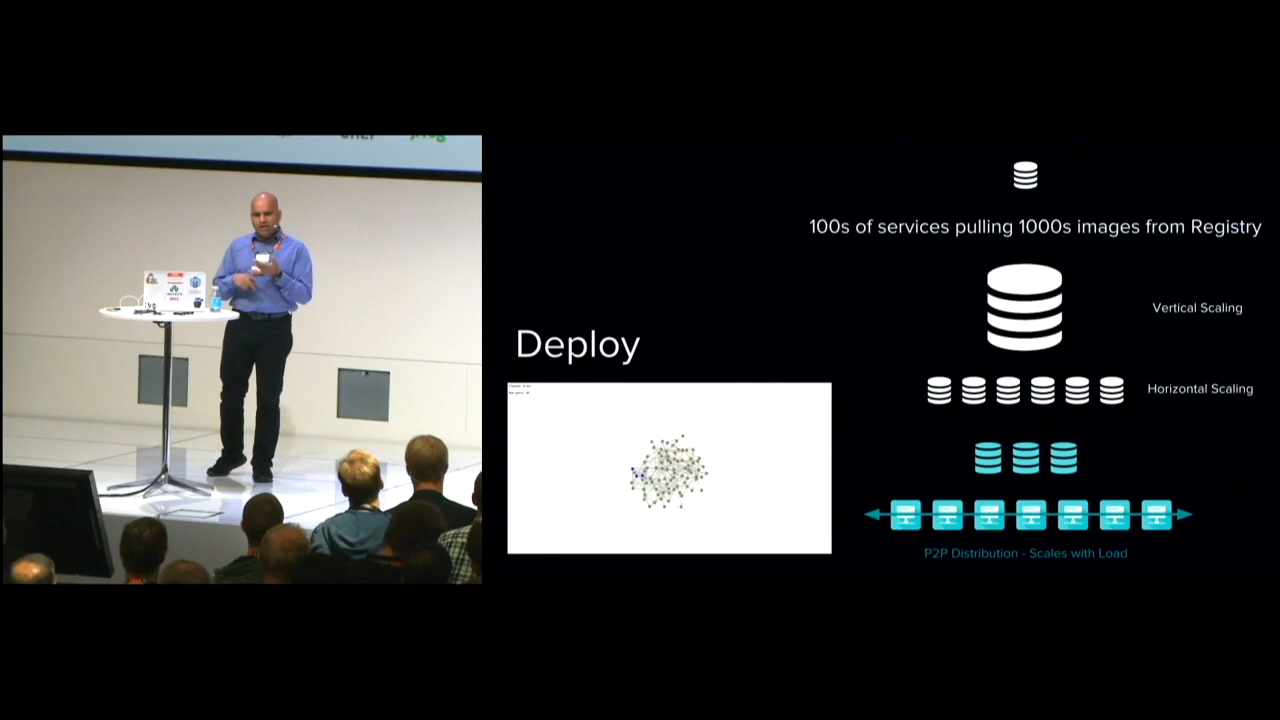 100s of services pulling 1000s images from Registry
Vertical Scaling
Deploy
Horizontal Scaling
P2P Distribution - Scales with Load